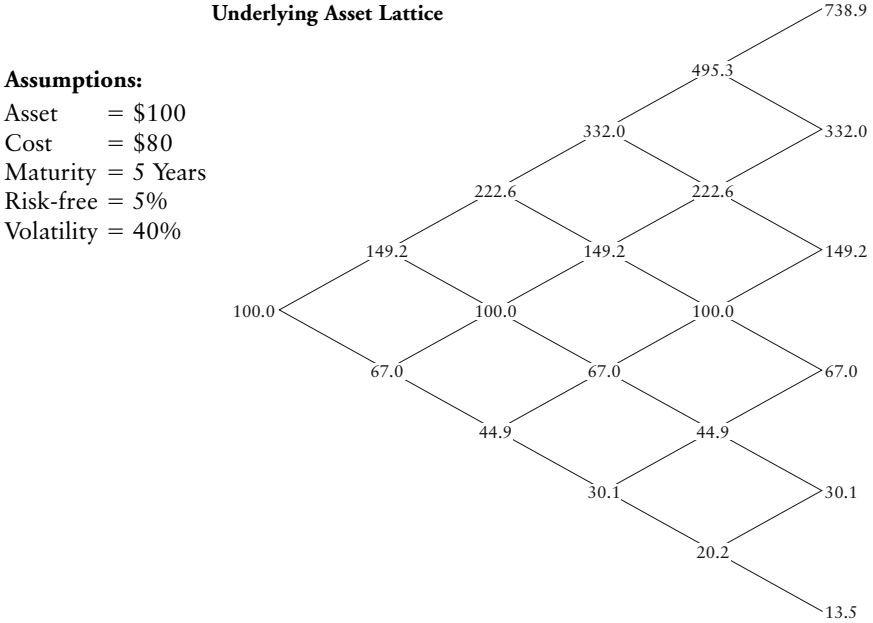 Underlying Asset Lattice
738.9
495.3
Assumptions:
Asset = $100
Cost = $80
332.0 332.0
Maturity = 5 Years
Risk-free = 5%
222.6 222.6
Volatility = 40%
149.2 149.2 149.2
100.0 100.0 100.0
67.0 67.0 67.0
44.9 44.9
30.1 30.1
20.2
13.5